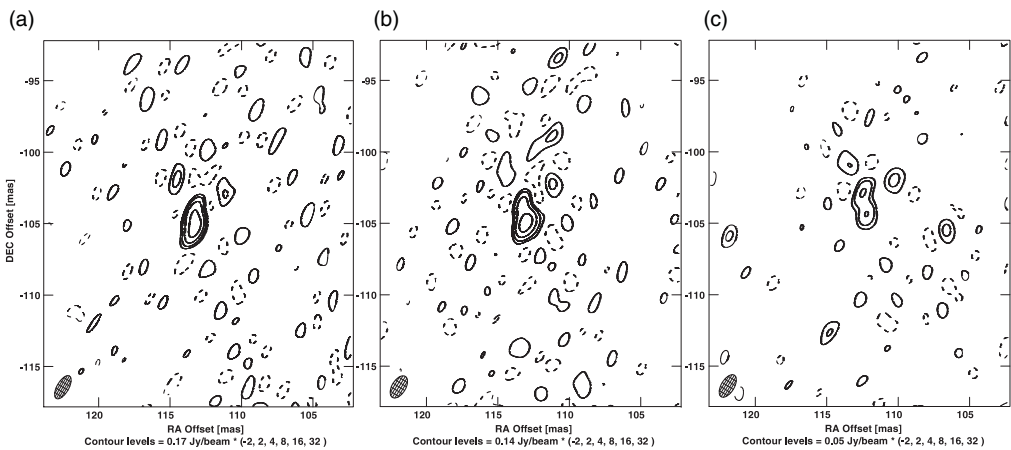 (a) (b) (c)
DEC Offset [mas]
-95 -95 -95
-100 -100 -100
-105 -105 -105
-110 -110 -110
-115 -115 -115
120 115 110 105 120 115 110 105 120 115 110 105
RA Offset [mas] RA Offset [mas] RA Offset [mas]
Contour levels = 0.17 Jy/beam * (-2, 2, 4, 8, 16, 32 ) Contour levels = 0.14 Jy/beam * (-2, 2, 4, 8, 16, 32 ) Contour levels = 0.05 Jy/beam * (-2, 2, 4, 8, 16, 32 )